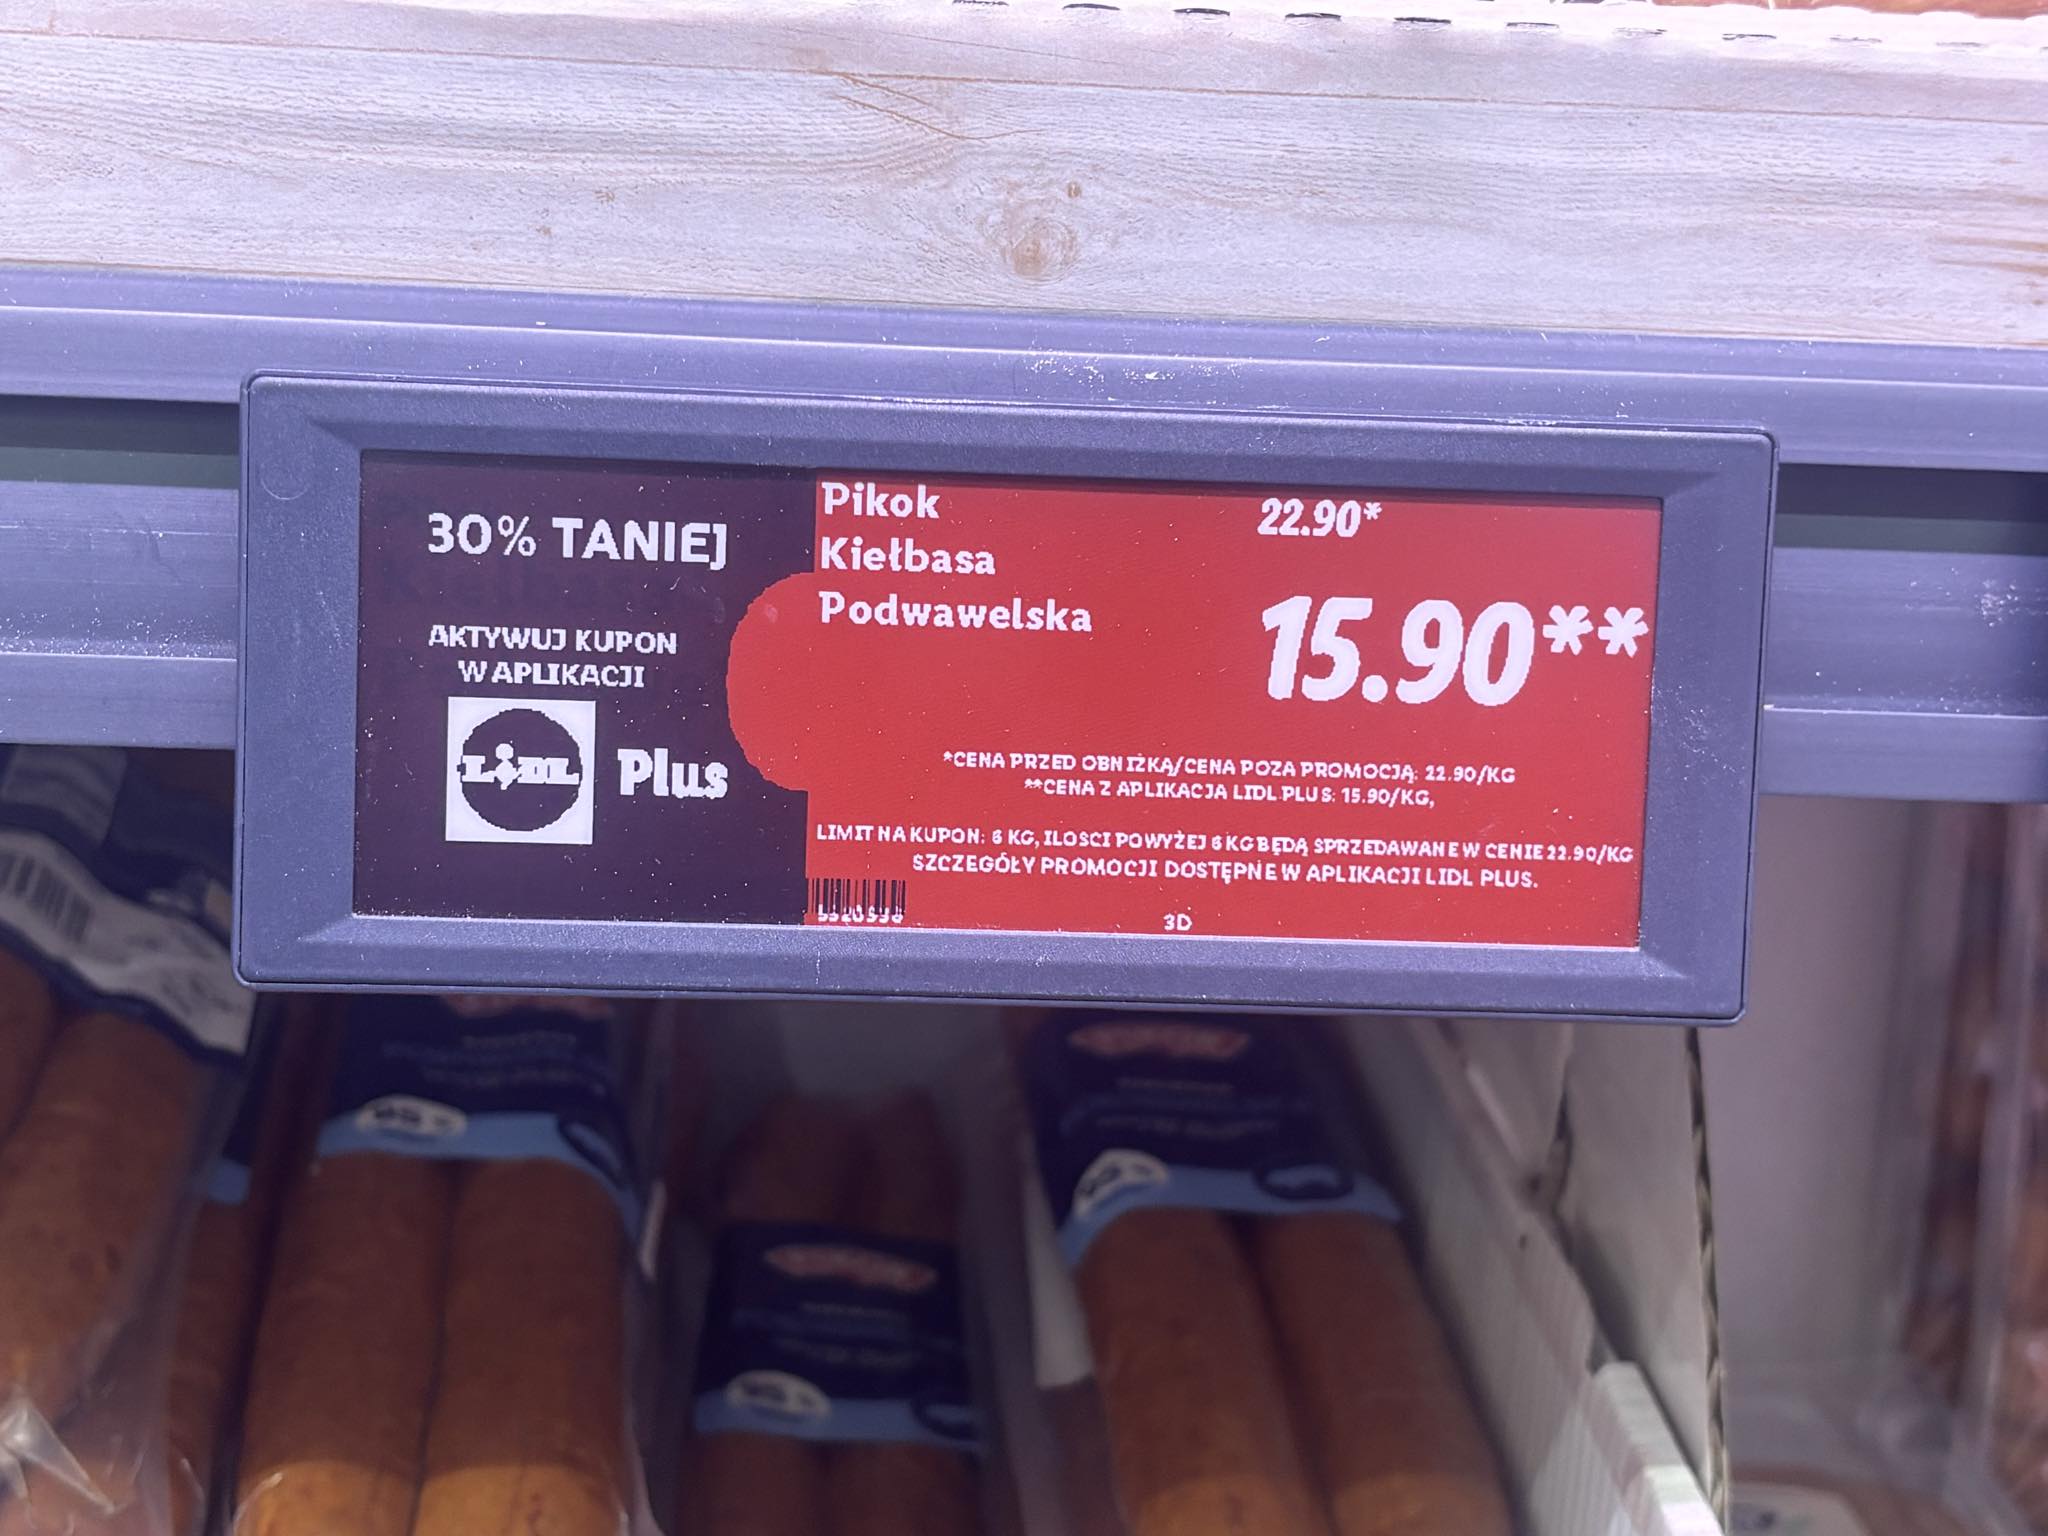 30% TANIEJ
AKTYWUJ KUPON
W APLIKACJI
LIDL Plus
Pikok
Kiełbasa
Podwawelska
22.90*
15.90**
*CENA PRZED OBNIŻKĄ/CENA POZA PROMOCJĄ: 22.90/KG
**CENA Z APLIKACJĄ LIDL PLUS: 15.90/KG,
LIMIT NA KUPON: 6 KG, ILOŚCI POWYŻEJ 6 KG BĘDĄ SPRZEDAWANE W CENIE 22.90/KG
SZCZEGÓŁY PROMOCJI DOSTĘPNE W APLIKACJI LIDL PLUS.
3D